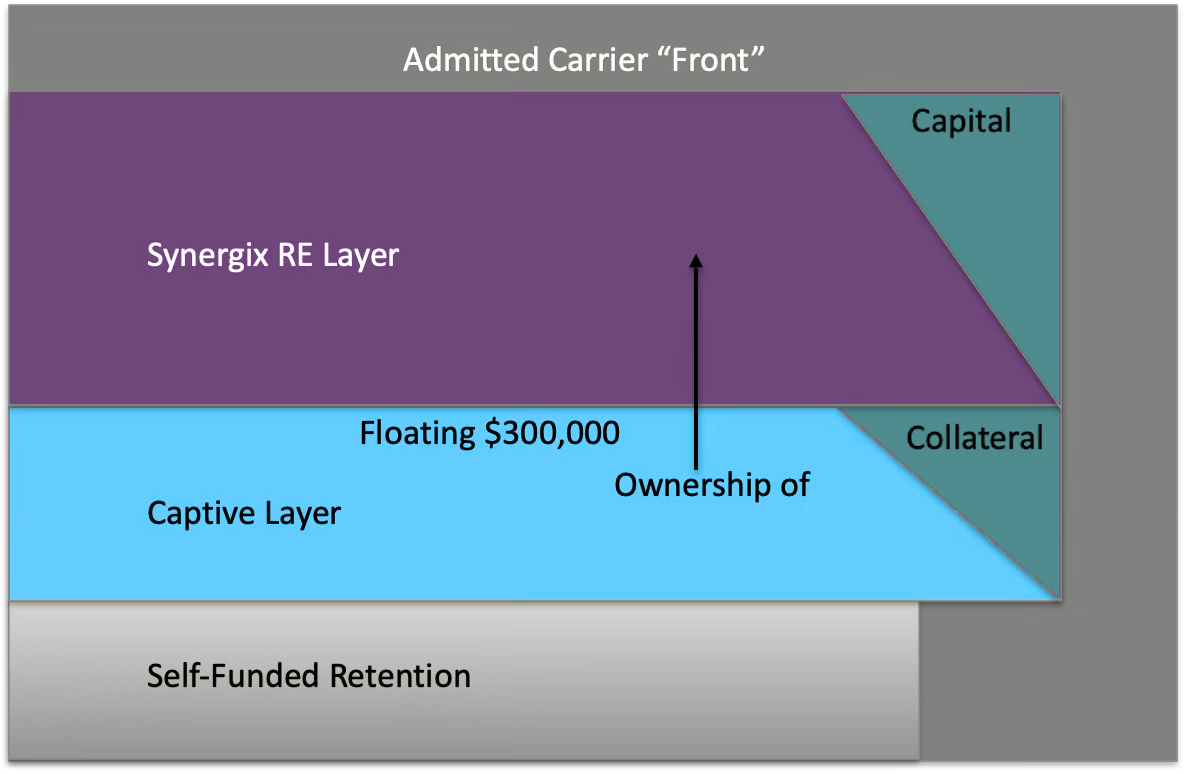 Admitted Carrier “Front”
Capital
Synergix RE Layer
Floating $300,000
Collateral
Ownership of
Captive Layer
Self-Funded Retention